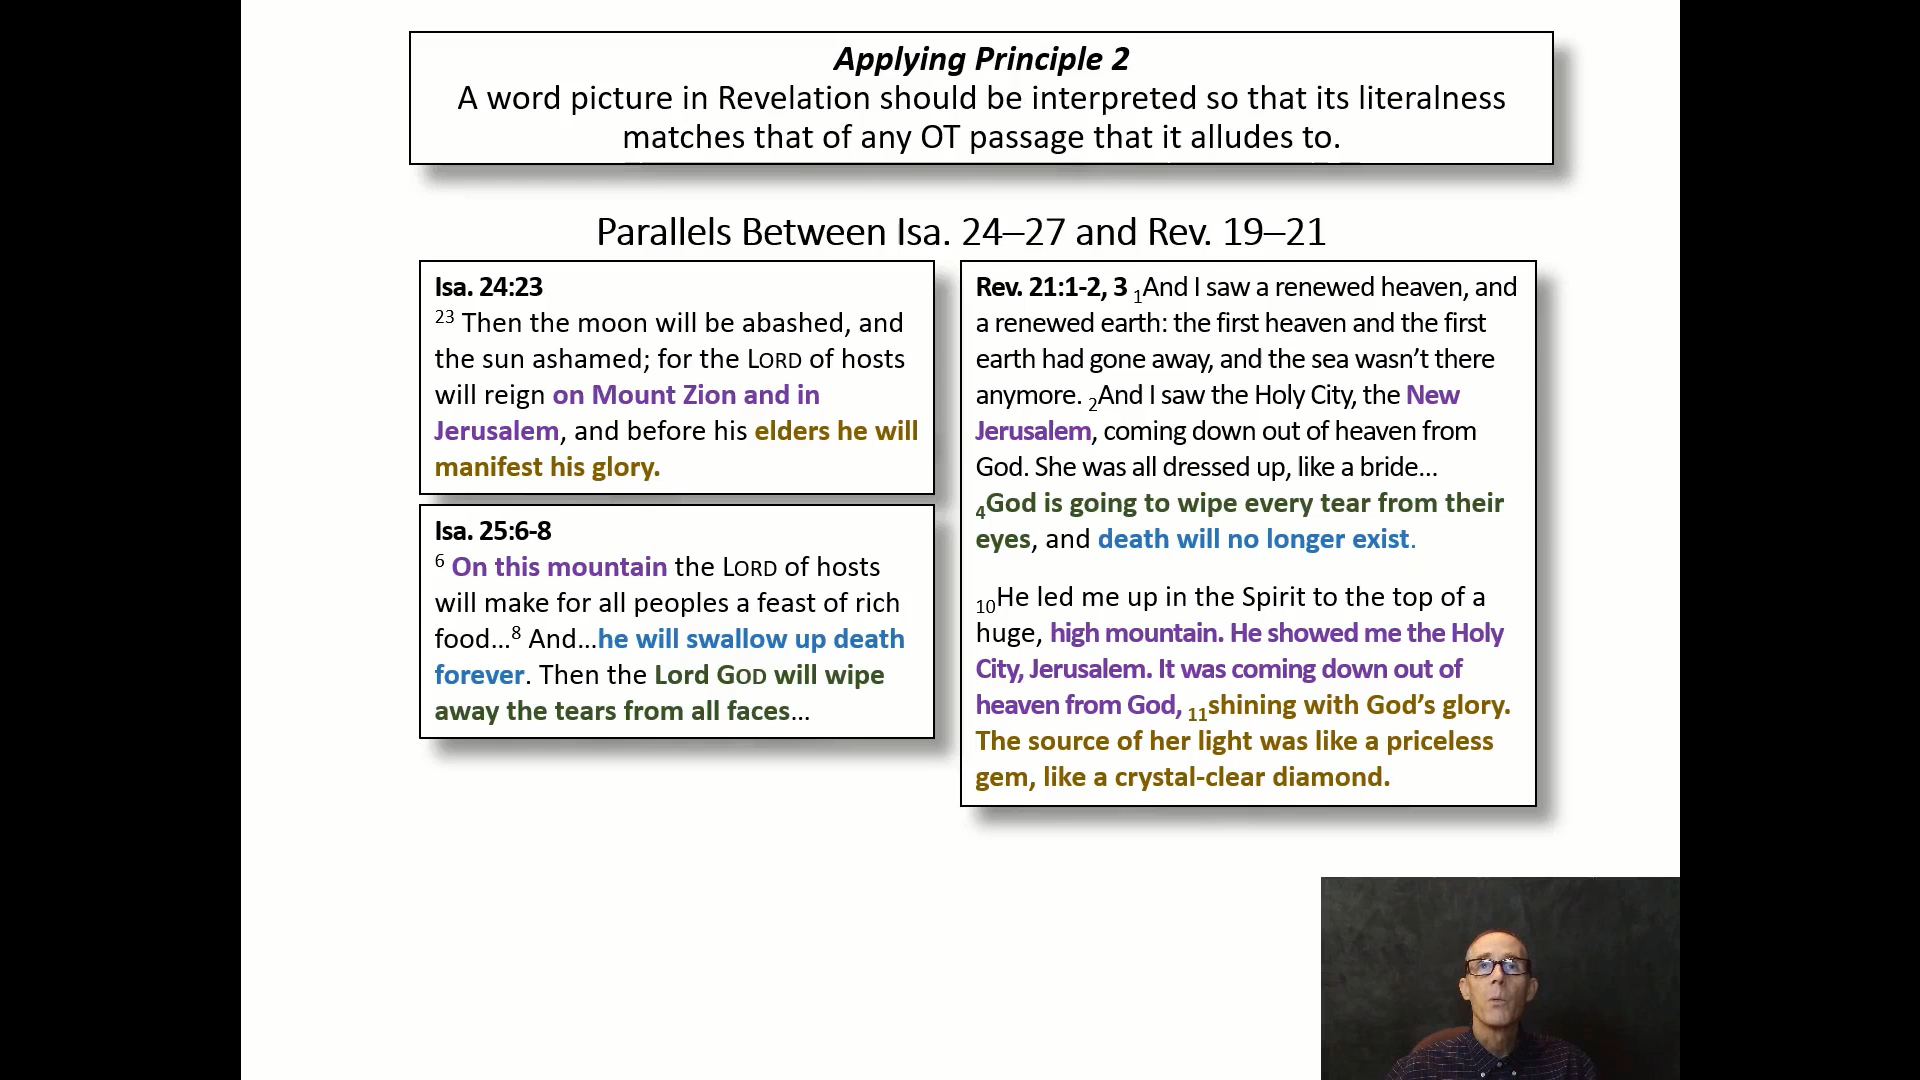 Applying Principle 2
A word picture in Revelation should be interpreted so that its literalness
matches that of any OT passage that it alludes to.
Parallels Between Isa. 24–27 and Rev. 19–21
Isa. 24:23
23 Then the moon will be abashed, and
the sun ashamed; for the LORD of hosts
will reign on Mount Zion and in
Jerusalem, and before his elders he will
manifest his glory.
Isa. 25:6-8
6 On this mountain the LORD of hosts
will make for all peoples a feast of rich
food…8 And…he will swallow up death
forever. Then the Lord GOD will wipe
away the tears from all faces…
Rev. 21:1-2, 3 1And I saw a renewed heaven, and
a renewed earth: the first heaven and the first
earth had gone away, and the sea wasn’t there
anymore. 2And I saw the Holy City, the New
Jerusalem, coming down out of heaven from
God. She was all dressed up, like a bride…
4God is going to wipe every tear from their
eyes, and death will no longer exist.
10He led me up in the Spirit to the top of a
huge, high mountain. He showed me the Holy
City, Jerusalem. It was coming down out of
heaven from God, 11shining with God’s glory.
The source of her light was like a priceless
gem, like a crystal-clear diamond.